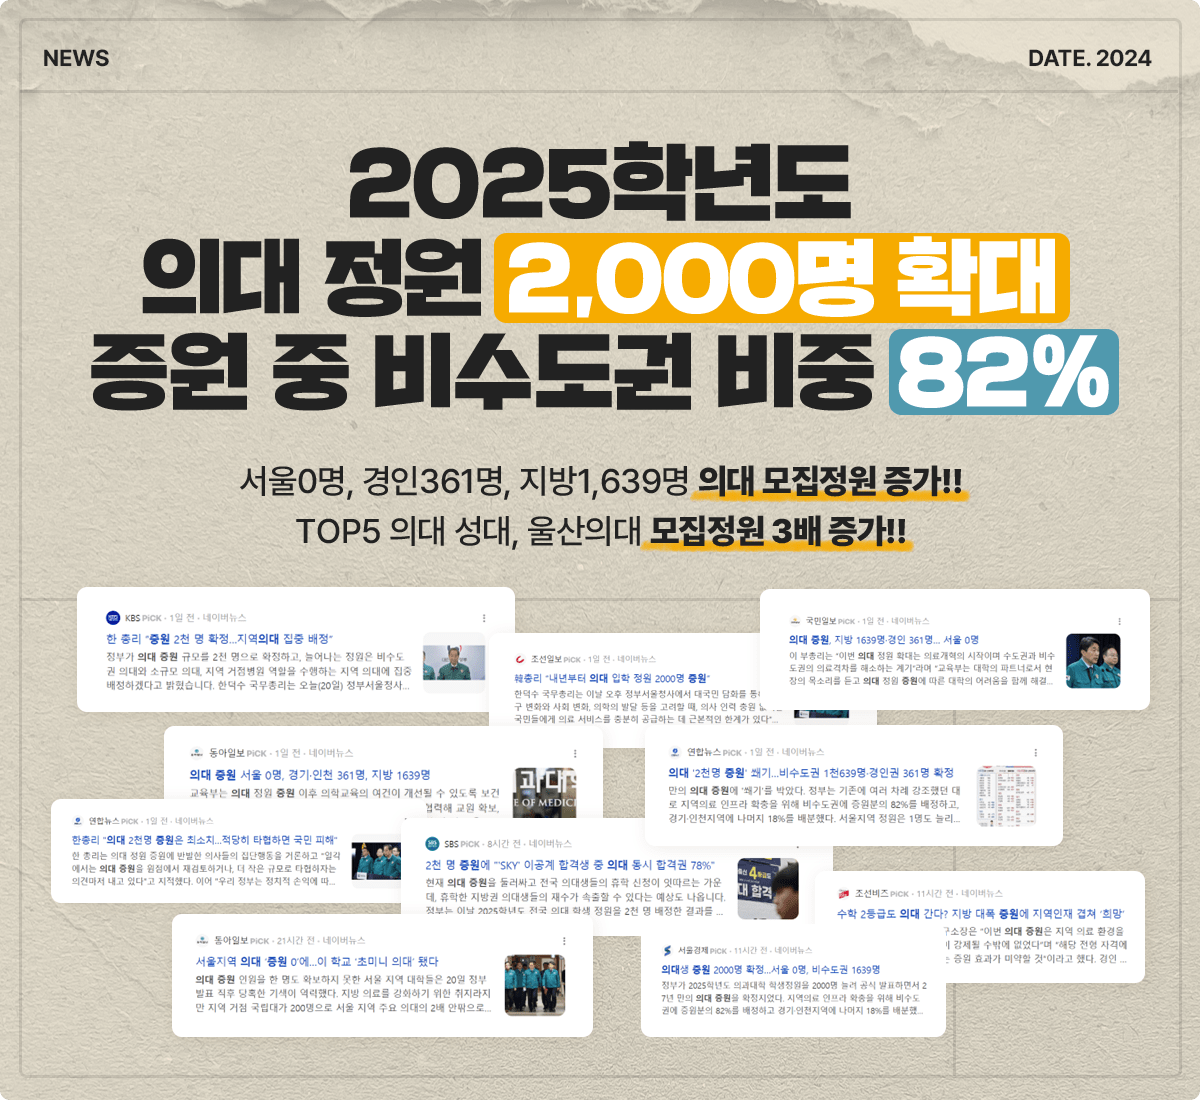 NEWS
DATE. 2024
2025학년도
의대 정원 2,000명 확대
증원 중 비수도권 비중 82%
서울0명, 경인361명, 지방1,639명 의대 모집정원 증가!!
TOP5 의대 성대, 울산의대 모집정원 3배 증가!!
KBS PiCK · 1일 전 · 네이버뉴스
한 총리 "증원 2천 명 확정...지역의대 집중 배정"
정부가 의대 증원 규모를 2천 명으로 확정하고, 늘어나는 정원은 비수도
권 의대와 소규모 의대, 지역 거점병원 역할을 수행하는 지역 의대에 집중
배정하겠다고 밝혔습니다. 한덕수 국무총리는 오늘(20일) 정부서울청사...
조선일보 PiCK · 1일 전 · 네이버뉴스
韓총리 "내년부터 의대 입학 정원 2000명 증원"
한덕수 국무총리는 이날 오후 정부서울청사에서 대국민 담화를 통
구 변화와 사회 변화, 의학의 발달 등을 고려할 때, 의사 인력 충원 없
국민들에게 의료 서비스를 충분히 공급하는 데 근본적인 한계가 있다"...
국민일보 PiCK · 1일 전 · 네이버뉴스
의대 증원, 지방 1639명·경인 361명... 서울 0명
이 부총리는 "이번 의대 정원 확대는 의료개혁의 시작이며 수도권과 비수
도권의 의료격차를 해소하는 계기"라며 "교육부는 대학의 파트너로서 현
장의 목소리를 듣고 의대 정원 증원에 따른 대학의 어려움을 함께 해결...
동아일보 PiCK · 1일 전 · 네이버뉴스
의대 증원 서울 0명, 경기·인천 361명, 지방 1639명
교육부는 의대 정원 증원 이후 의학교육의 여건이 개선될 수 있도록 보건
협력해 교원 확보,
과대
E OF MEDICI
연합뉴스 PiCK · 1일 전 · 네이버뉴스
의대 '2천명 증원' 쐐기...비수도권 1천639명·경인권 361명 확정
만의 의대 증원에 '쐐기'를 박았다. 정부는 기존에 여러 차례 강조했던 대
로 지역의료 인프라 확충을 위해 비수도권에 증원분의 82%를 배정하고,
경기·인천지역에 나머지 18%를 배분했다. 서울지역 정원은 1명도 늘리...
연합뉴스 PiCK · 1일 전 · 네이버뉴스
한총리 "의대 2천명 증원은 최소치...적당히 타협하면 국민 피해"
한 총리는 의대 정원 증원에 반발한 의사들의 집단행동을 거론하고 "일각
에서는 의대 증원을 원점에서 재검토하거나, 더 작은 규모로 타협하자는
의견마저 내고 있다"고 지적했다. 이어 "우리 정부는 정치적 손익에 따...
SBS PiCK · 8시간 전 · 네이버뉴스
2천 명 증원에 "'SKY' 이공계 합격생 중 의대 동시 합격권 78%"
현재 의대 증원을 둘러싸고 전국 의대생들의 휴학 신청이 잇따르는 가운
데, 휴학한 지방권 의대생들의 재수가 속출할 수 있다는 예상도 나옵니다.
정부는 이날 2025학년도 전국 의대 학생 정원을 2천 명 배정한 결과를 ...
대 합격
조선비즈 PiCK · 11시간 전 · 네이버뉴스
수학 2등급도 의대 간다? 지방 대폭 증원에 지역인재 겹쳐 '희망'
구소장은 "이번 의대 증원은 지역 의료 환경을
강제될 수밖에 없었다"며 "해당 전형 자격에
는 증원 효과가 미약할 것"이라고 했다. 경인 ...
동아일보 PiCK · 21시간 전 · 네이버뉴스
서울지역 의대 '증원 0'에...이 학교 '초미니 의대' 됐다
의대 증원 인원을 한 명도 확보하지 못한 서울 지역 대학들은 20일 정부
발표 직후 당혹한 기색이 역력했다. 지방 의료를 강화하기 위한 취지라지
만 지역 거점 국립대가 200명으로 서울 지역 주요 의대의 2배 안팎으로...
서울경제 PiCK · 11시간 전 · 네이버뉴스
의대생 증원 2000명 확정...서울 0명, 비수도권 1639명
정부가 2025학년도 의과대학 학생정원을 2000명 늘려 공식 발표하면서 2
7년 만의 의대 증원을 확정지었다. 지역의료 인프라 확충을 위해 비수도
권에 증원분의 82%를 배정하고 경기·인천지역에 나머지 18%를 배분했...